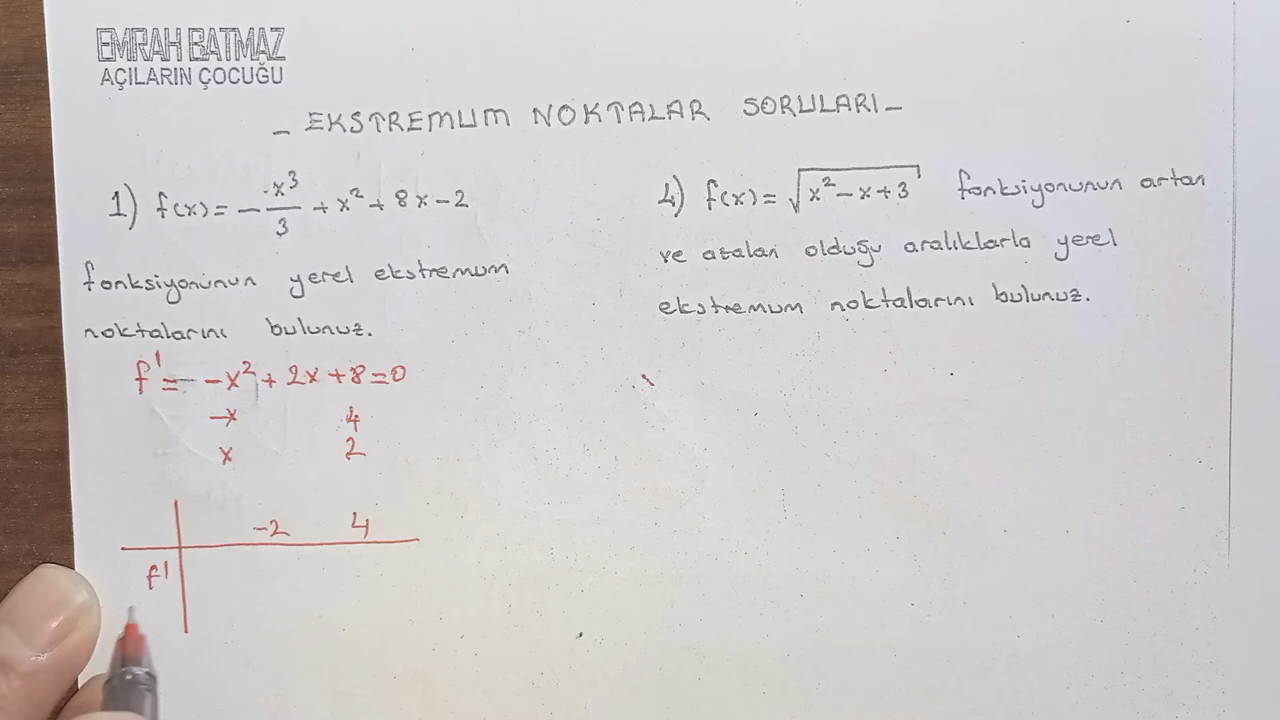 EMRAH BATMAZ
AÇILARIN ÇOCUĞU
- EKSTREMUM NOKTALAR SORULARI -
1) f(x) = -x³/3 + x² + 8x - 2
fonksiyonunun yerel ekstremum
noktalarını bulunuz.
f' = - -x² + 2x + 8 = 0
-x 4
x 2
-2 4
f'
4) f(x) = √(x² - x + 3) fonksiyonunun artan
ve azalan olduğu aralıklarla yerel
ekstremum noktalarını bulunuz.